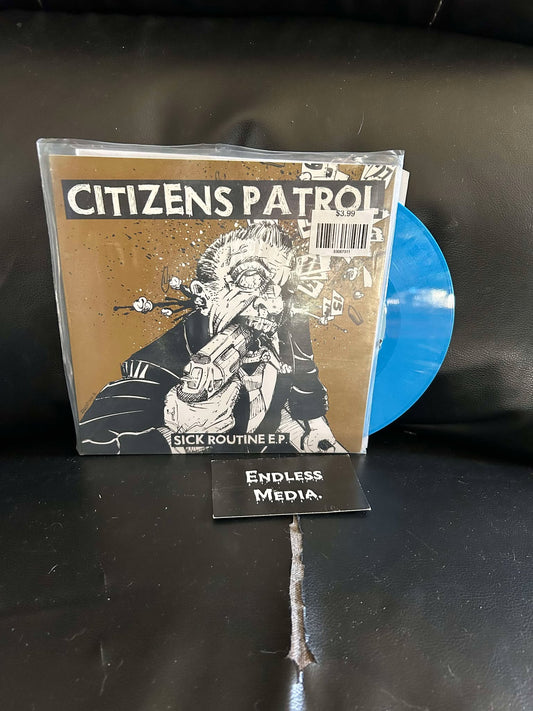 CITIZENS PATROL
$3.99
SICK ROUTINE E.P.
ENDLESS
MEDIA.